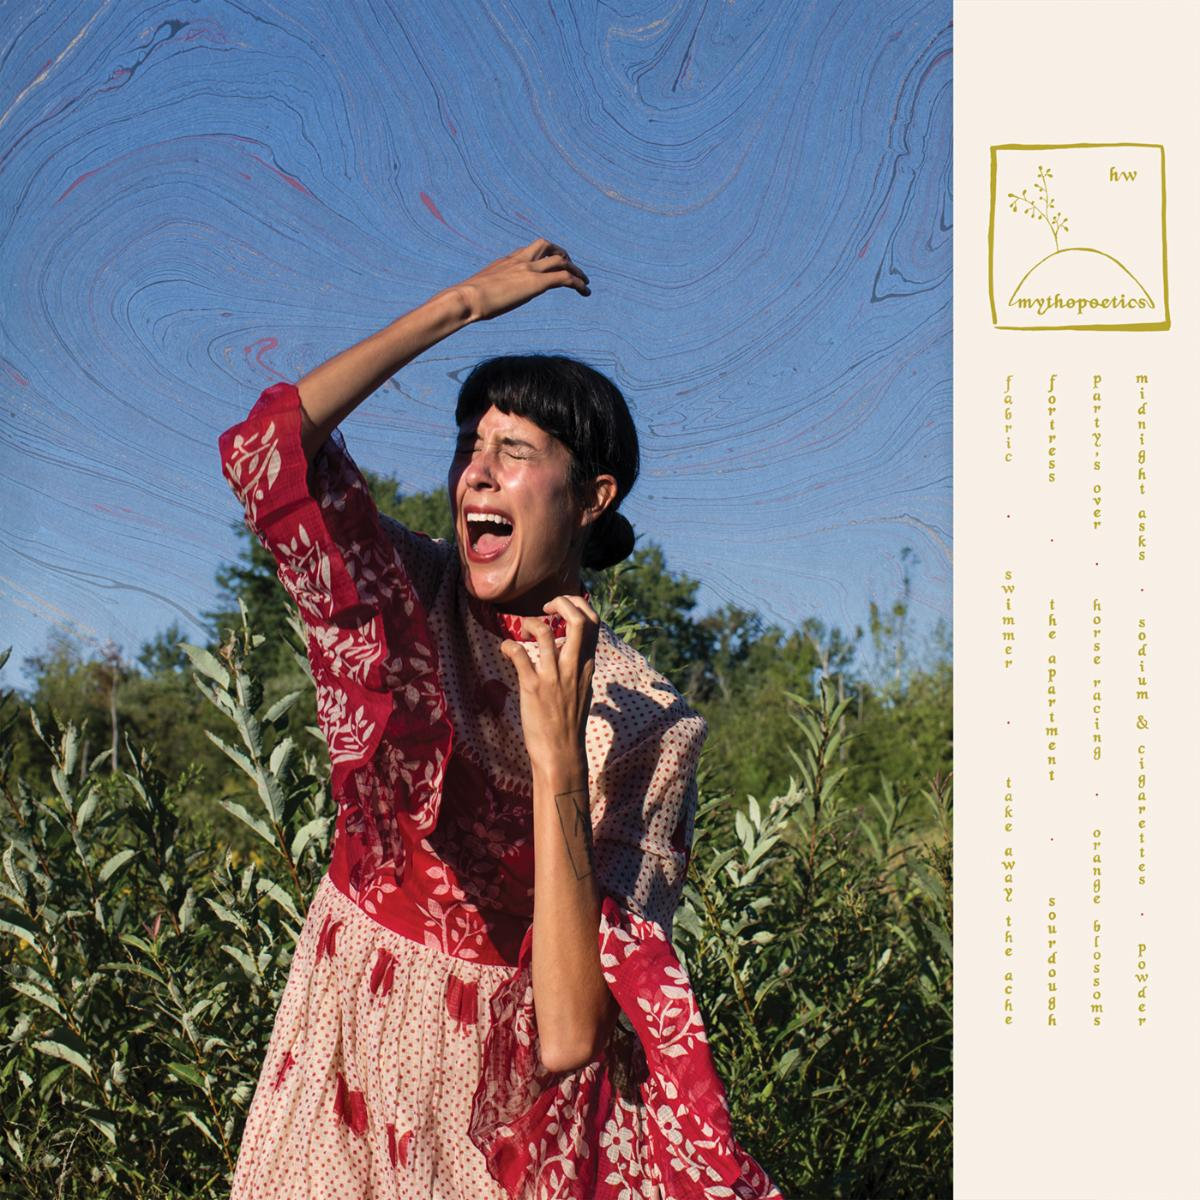 hw
mythopoetics
fabric · swimmer · take away the ache
fortress · the apartment · sourdough
party's over · horse racing · orange blossoms
midnight asks · sodium & cigarettes · powder